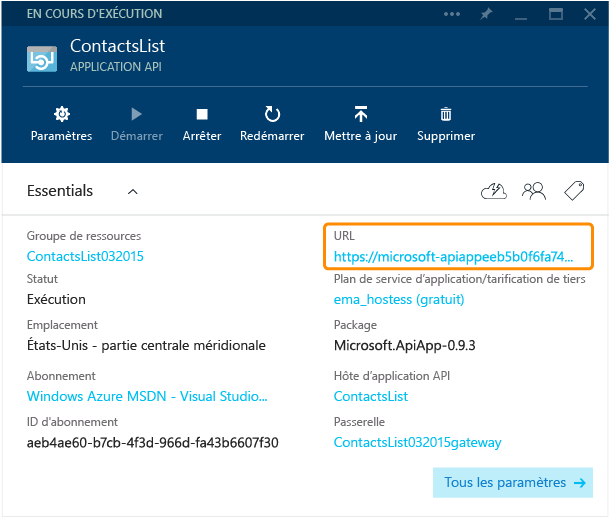 EN COURS D'EXÉCUTION
ContactsList
APPLICATION API
Paramètres Démarrer Arrêter Redémarrer Mettre à jour Supprimer
Essentials
Groupe de ressources
ContactsList032015
URL
https://microsoft-apiappeeb5b0f6fa74...
Statut
Exécution
Plan de service d'application/tarification de tiers
ema_hostess (gratuit)
Emplacement
États-Unis - partie centrale méridionale
Package
Microsoft.ApiApp-0.9.3
Abonnement
Windows Azure MSDN - Visual Studio...
Hôte d'application API
ContactsList
ID d'abonnement
aeb4ae60-b7cb-4f3d-966d-fa43b6607f30
Passerelle
ContactsList032015gateway
Tous les paramètres